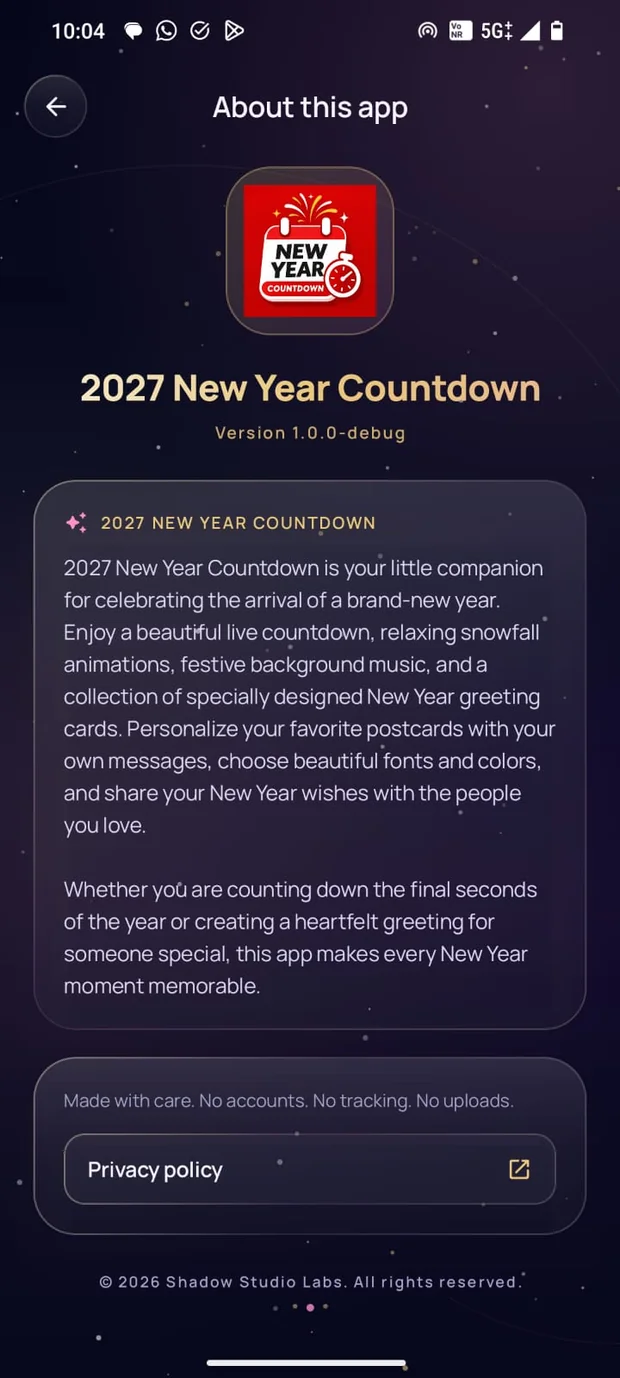 10:04
Vo
NR
5G‡
About this app
NEW
YEAR
COUNTDOWN
2027 New Year Countdown
Version 1.0.0-debug
2027 NEW YEAR COUNTDOWN
2027 New Year Countdown is your little companion
for celebrating the arrival of a brand-new year.
Enjoy a beautiful live countdown, relaxing snowfall
animations, festive background music, and a
collection of specially designed New Year greeting
cards. Personalize your favorite postcards with your
own messages, choose beautiful fonts and colors,
and share your New Year wishes with the people
you love.
Whether you are counting down the final seconds
of the year or creating a heartfelt greeting for
someone special, this app makes every New Year
moment memorable.
Made with care. No accounts. No tracking. No uploads.
Privacy policy
© 2026 Shadow Studio Labs. All rights reserved.